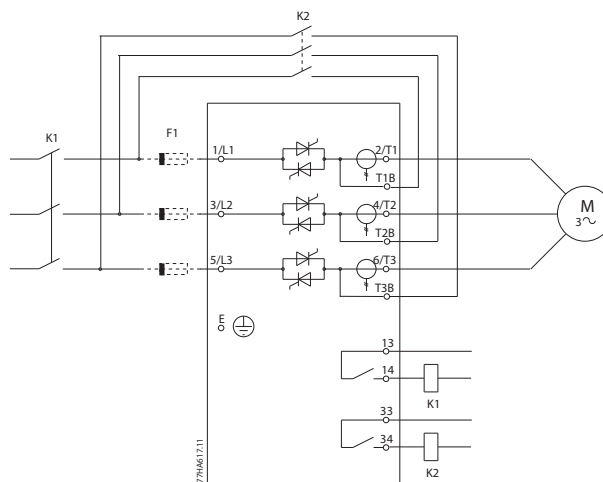 K2
K1
F1
1/L1
2/T1
T1B
3/L2
4/T2
T2B
5/L3
6/T3
T3B
M
3~
E
13
14
K1
33
34
K2
177HA617.11